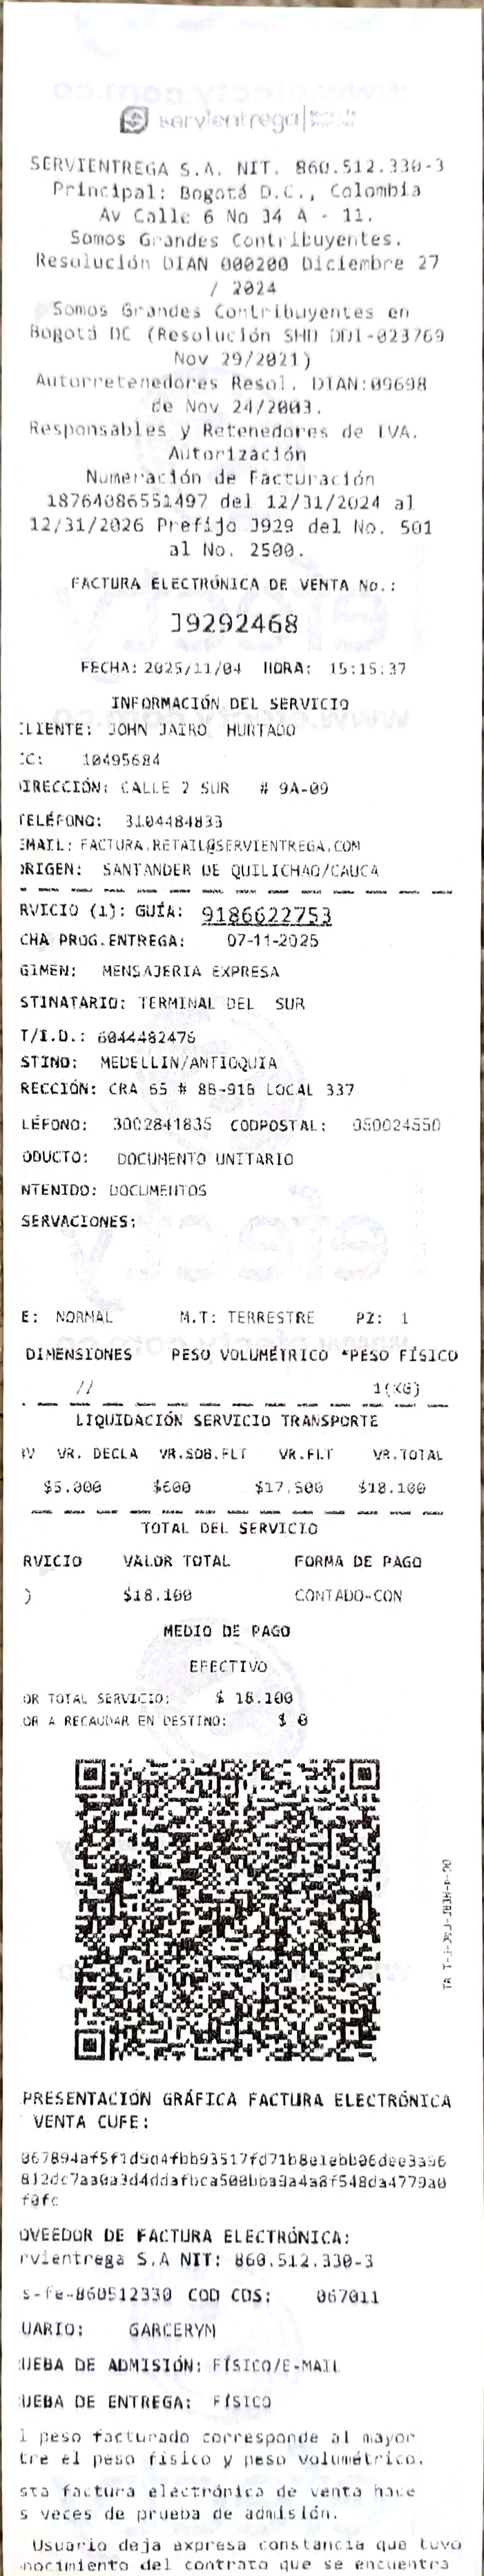 servientrega
SERVIENTREGA S.A. NIT. 860.512.330-3
Principal: Bogotá D.C., Colombia
Av Calle 6 No 34 A - 11.
Somos Grandes Contribuyentes.
Resolución DIAN 000200 Diciembre 27
/ 2024
Somos Grandes Contribuyentes en
Bogotá DC (Resolución SHD DDI-023769
Nov 29/2021)
Autorretenedores Resol. DIAN:09698
de Nov 24/2003.
Responsables y Retenedores de IVA.
Autorización
Numeración de Facturación
18764086551497 del 12/31/2024 al
12/31/2026 Prefijo J929 del No. 501
al No. 2500.
FACTURA ELECTRÓNICA DE VENTA No.:
J9292468
FECHA: 2025/11/04 HORA: 15:15:37
INFORMACIÓN DEL SERVICIO
CLIENTE: JOHN JAIRO HURTADO
CC: 10495684
DIRECCIÓN: CALLE 2 SUR # 9A-09
TELÉFONO: 3104484833
EMAIL: FACTURA.RETAIL@SERVIENTREGA.COM
ORIGEN: SANTANDER DE QUILICHAO/CAUCA
RVICIO (1): GUÍA: 9186622753
CHA PROG.ENTREGA: 07-11-2025
GIMEN: MENSAJERIA EXPRESA
STINATARIO: TERMINAL DEL SUR
T/I.D.: 6044482476
STINO: MEDELLIN/ANTIOQUIA
RECCIÓN: CRA 65 # 8B-91B LOCAL 337
LÉFONO: 3002841835 CODPOSTAL: 050024550
ODUCTO: DOCUMENTO UNITARIO
NTENIDO: DOCUMENTOS
SERVACIONES:
E: NORMAL M.T: TERRESTRE PZ: 1
DIMENSIONES PESO VOLUMÉTRICO *PESO FÍSICO
// 1(KG)
LIQUIDACIÓN SERVICIO TRANSPORTE
VR. DECLA VR.SOB.FLT VR.FLT VR.TOTAL
$5.000 $600 $17.500 $18.100
TOTAL DEL SERVICIO
RVICIO VALOR TOTAL FORMA DE PAGO
) $18.100 CONTADO-CON
MEDIO DE PAGO
EFECTIVO
OR TOTAL SERVICIO: $ 18.100
OR A RECAUDAR EN DESTINO: $ 0
PRESENTACIÓN GRÁFICA FACTURA ELECTRÓNICA
VENTA CUFE:
OVEEDOR DE FACTURA ELECTRÓNICA:
rvientrega S.A NIT: 860.512.330-3
s-fe-860512330 COD CDS: 067011
UARIO: GARCERYM
UEBA DE ADMISIÓN: FÍSICO/E-MAIL
UEBA DE ENTREGA: FÍSICO
l peso facturado corresponde al mayor
tre el peso físico y peso volumétrico.
sta factura electrónica de venta hace
s veces de prueba de admisión.
Usuario deja expresa constancia que tuvo
nocimiento del contrato que se encuentra